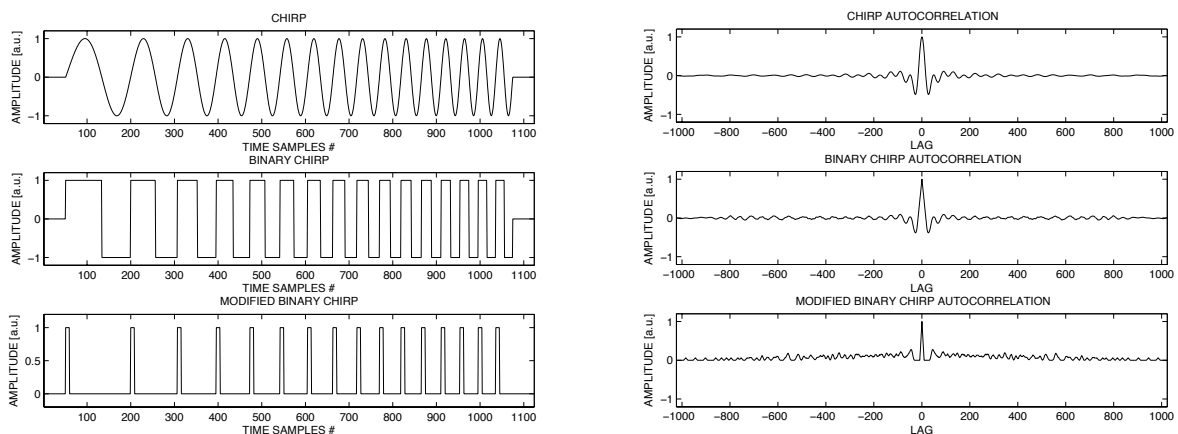 CHIRP
AMPLITUDE [a.u.]
1
0
−1
100 200 300 400 500 600 700 800 900 1000 1100
TIME SAMPLES #
BINARY CHIRP
AMPLITUDE [a.u.]
1
0
−1
100 200 300 400 500 600 700 800 900 1000 1100
TIME SAMPLES #
MODIFIED BINARY CHIRP
AMPLITUDE [a.u.]
1
0.5
0
100 200 300 400 500 600 700 800 900 1000 1100
TIME SAMPLES #
CHIRP AUTOCORRELATION
AMPLITUDE [a.u.]
1
0
−1
−1000 −800 −600 −400 −200 0 200 400 600 800 1000
LAG
BINARY CHIRP AUTOCORRELATION
AMPLITUDE [a.u.]
1
0
−1
−1000 −800 −600 −400 −200 0 200 400 600 800 1000
LAG
MODIFIED BINARY CHIRP AUTOCORRELATION
AMPLITUDE [a.u.]
1
0
−1
−1000 −800 −600 −400 −200 0 200 400 600 800 1000
LAG